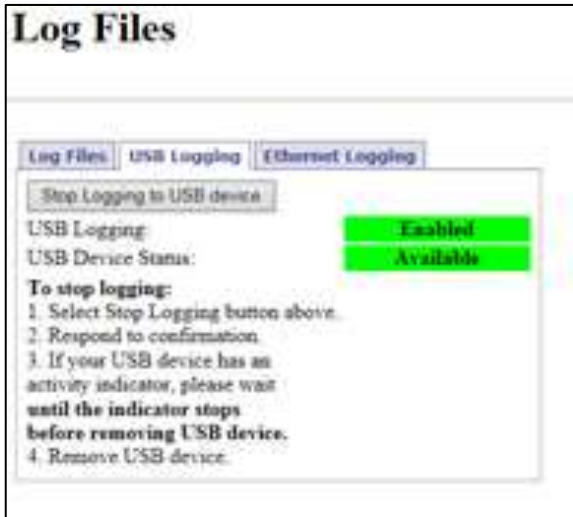 Log Files
Log Files USB Logging Ethernet Logging
Stop Logging to USB device
USB Logging: Enabled
USB Device Status: Available
To stop logging:
1. Select Stop Logging button above.
2. Respond to confirmation.
3. If your USB device has an
activity indicator, please wait
until the indicator stops
before removing USB device.
4. Remove USB device.